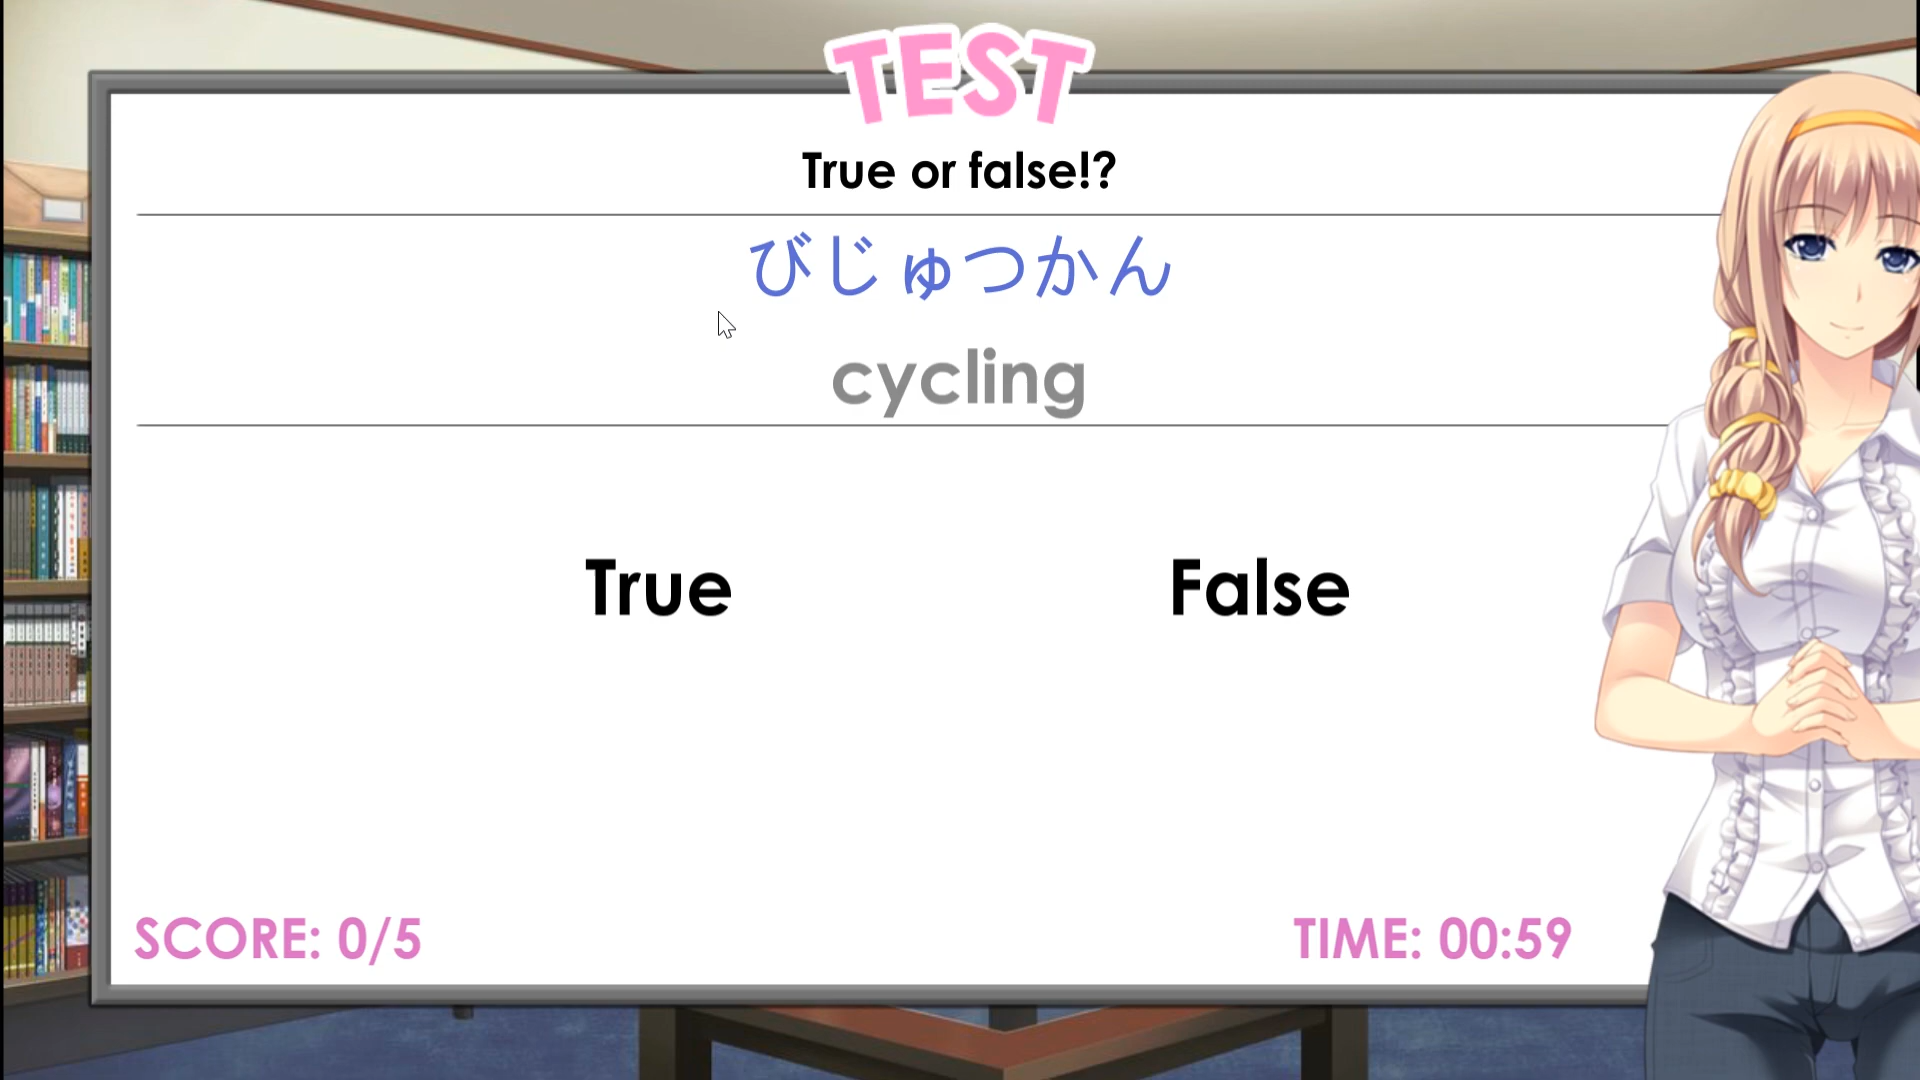 TEST
True or false!?
びじゅつかん
cycling
True False
SCORE: 0/5 TIME: 00:59